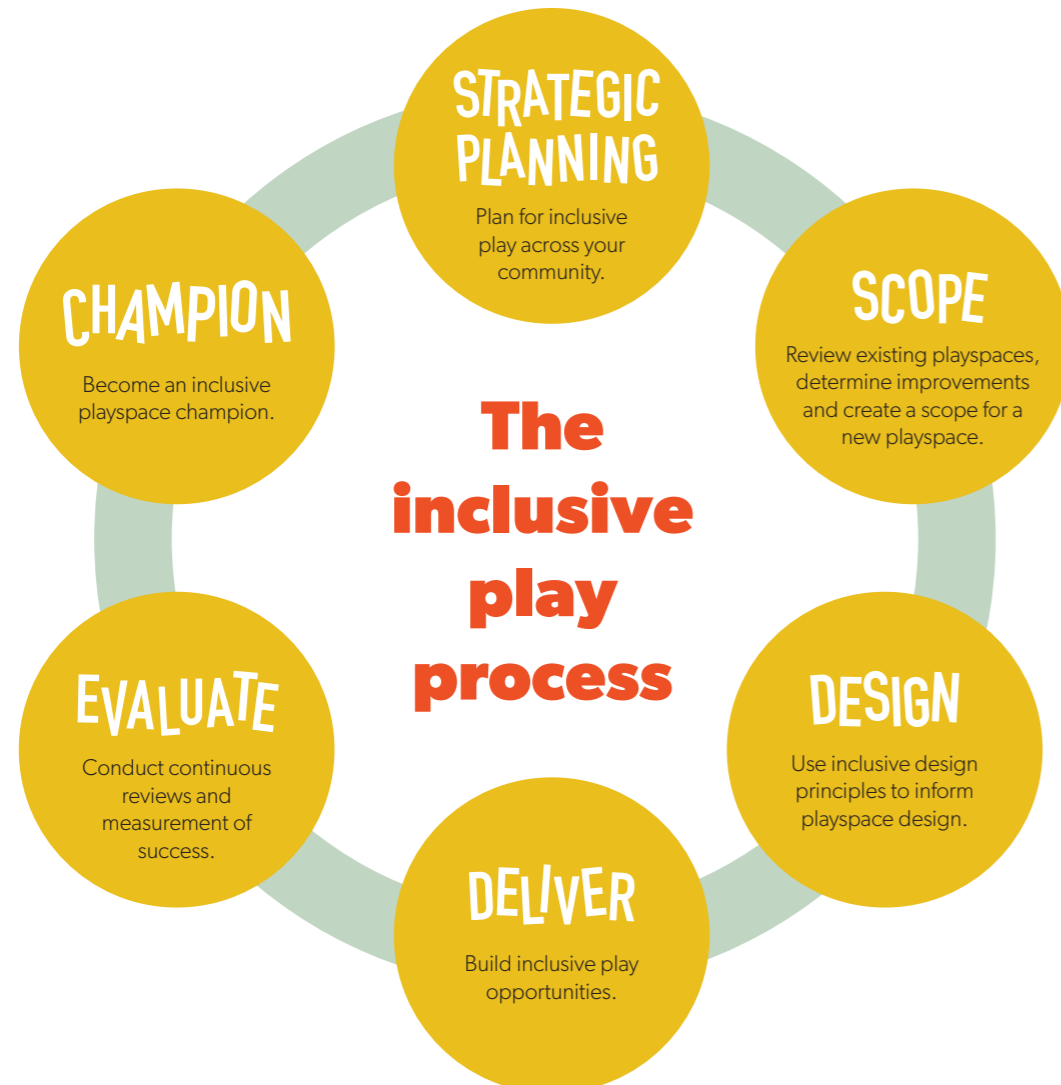 STRATEGIC
PLANNING
Plan for inclusive
play across your
community.
SCOPE
Review existing playspaces,
determine improvements
and create a scope for a
new playspace.
DESIGN
Use inclusive design
principles to inform
playspace design.
DELIVER
Build inclusive play
opportunities.
EVALUATE
Conduct continuous
reviews and
measurement of
success.
CHAMPION
Become an inclusive
playspace champion.
The
inclusive
play
process